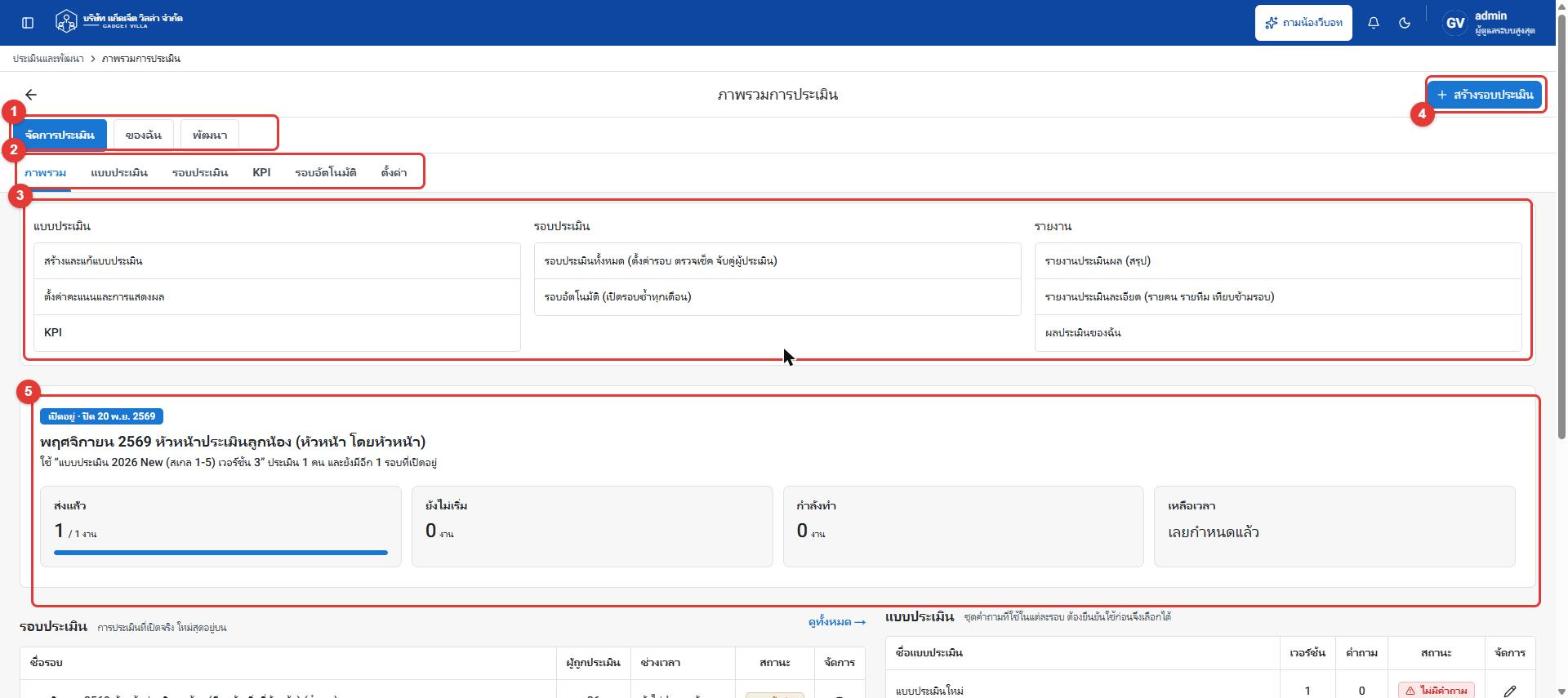 บริษัท แก็ดเจ็ต วิลล่า จำกัด
GADGET VILLA
ถามน้องวีบอท
GV
admin
ผู้ดูแลระบบสูงสุด
ประเมินและพัฒนา > ภาพรวมการประเมิน
ภาพรวมการประเมิน
+ สร้างรอบประเมิน
4
1
จัดการประเมิน ของฉัน พัฒนา
2
ภาพรวม แบบประเมิน รอบประเมิน KPI รอบอัตโนมัติ ตั้งค่า
3
แบบประเมิน
สร้างและแก้แบบประเมิน
ตั้งค่าคะแนนและการแสดงผล
KPI
รอบประเมิน
รอบประเมินทั้งหมด (ตั้งค่ารอบ ตรวจเช็ค จับคู่ผู้ประเมิน)
รอบอัตโนมัติ (เปิดรอบซ้ำทุกเดือน)
รายงาน
รายงานประเมินผล (สรุป)
รายงานประเมินละเอียด (รายคน รายทีม เทียบข้ามรอบ)
ผลประเมินของฉัน
5
เปิดอยู่ · ปิด 20 พ.ย. 2569
พฤศจิกายน 2569 หัวหน้าประเมินลูกน้อง (หัวหน้า โดยหัวหน้า)
ใช้ "แบบประเมิน 2026 New (สเกล 1-5) เวอร์ชัน 3" ประเมิน 1 คน และยังมีอีก 1 รอบที่เปิดอยู่
ส่งแล้ว
1 / 1 งาน
ยังไม่เริ่ม
0 งาน
กำลังทำ
0 งาน
เหลือเวลา
เลยกำหนดแล้ว
รอบประเมิน การประเมินที่เปิดจริง ใหม่สุดอยู่บน
ดูทั้งหมด →
ชื่อรอบ ผู้ถูกประเมิน ช่วงเวลา สถานะ จัดการ
แบบประเมิน ชุดคำถามที่ใช้ในแต่ละรอบ ต้องยืนยันใช้ก่อนจึงเลือกได้
ชื่อแบบประเมิน เวอร์ชัน คำถาม สถานะ จัดการ
แบบประเมินใหม่ 1 0 ไม่มีคำถาม